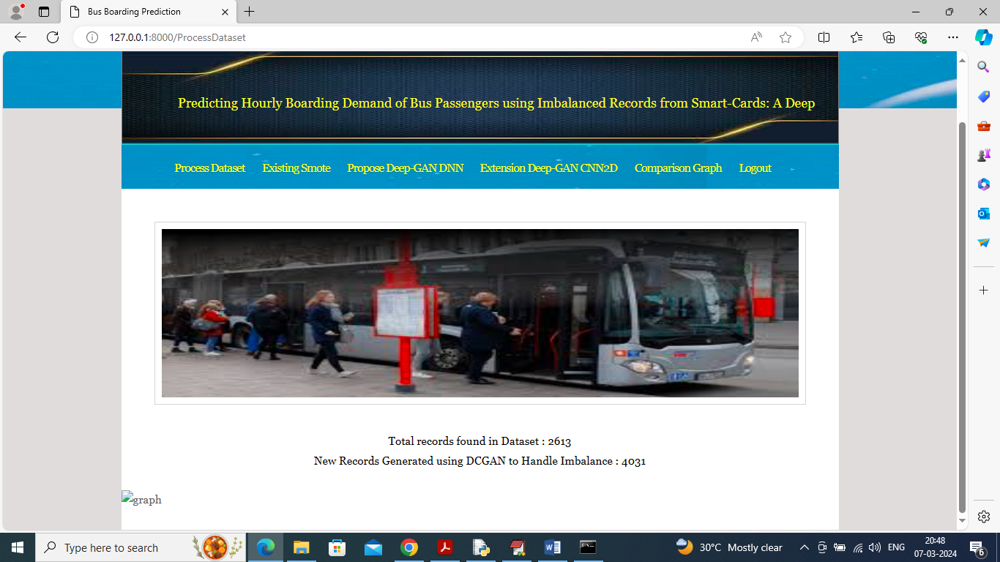 Bus Boarding Prediction
127.0.0.1:8000/ProcessDataset
Predicting Hourly Boarding Demand of Bus Passengers using Imbalanced Records from Smart-Cards: A Deep
Process Dataset Existing Smote Propose Deep-GAN DNN Extension Deep-GAN CNN2D Comparison Graph Logout
Total records found in Dataset : 2613
New Records Generated using DCGAN to Handle Imbalance : 4031
graph
Type here to search
30°C Mostly clear
ENG
20:48
07-03-2024
6